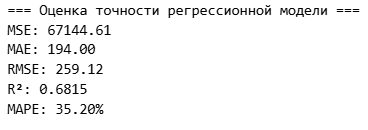 === Оценка точности регрессионной модели ===
MSE: 67144.61
MAE: 194.00
RMSE: 259.12
R²: 0.6815
MAPE: 35.20%